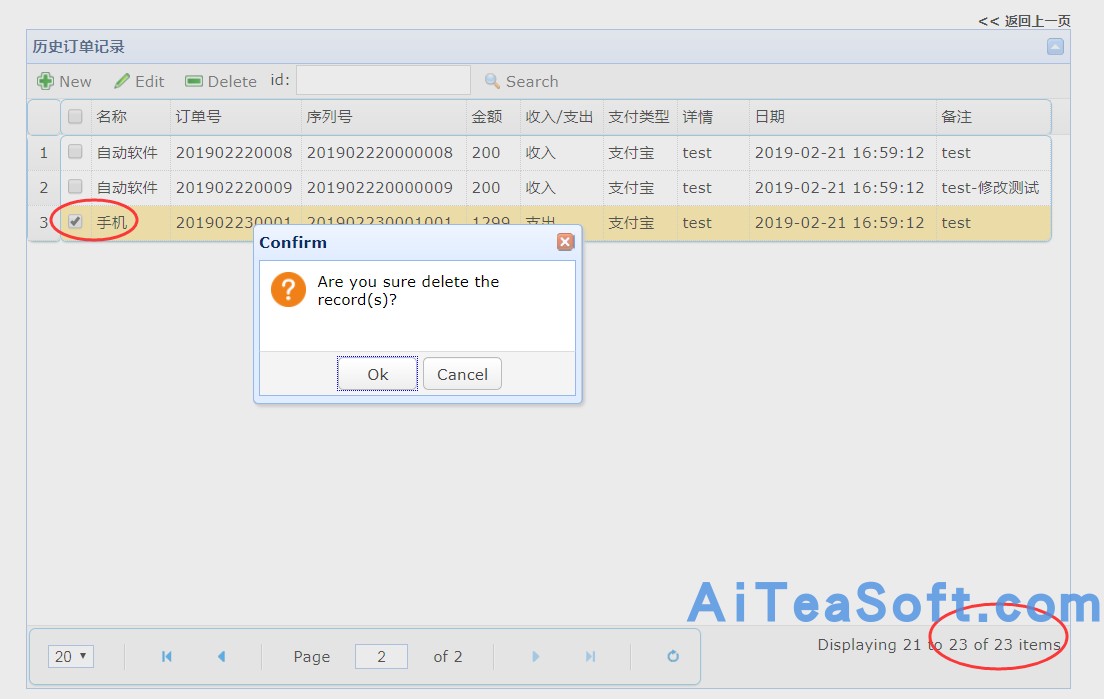 << 返回上一页
历史订单记录
New Edit Delete id: Search
名称 订单号 序列号 金额 收入/支出 支付类型 详情 日期 备注
1 自动软件 201902220008 201902220000008 200 收入 支付宝 test 2019-02-21 16:59:12 test
2 自动软件 201902220009 201902220000009 200 收入 支付宝 test 2019-02-21 16:59:12 test-修改测试
3 手机 201902230001 201902230001001 1299 支出 支付宝 test 2019-02-21 16:59:12 test
Confirm
Are you sure delete the
record(s)?
Ok Cancel
AiTeaSoft.com
20 Page 2 of 2 Displaying 21 to 23 of 23 items